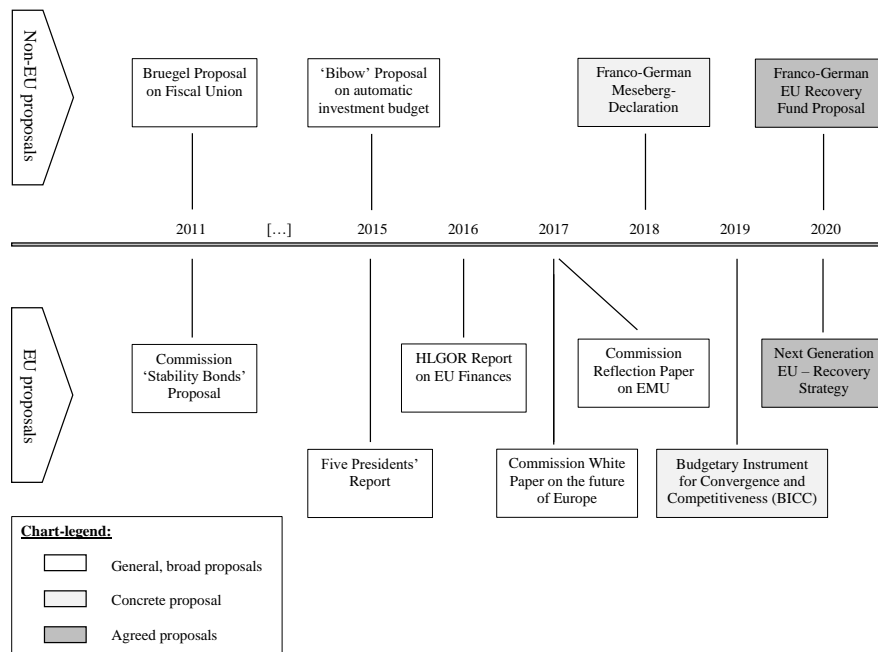 Non-EU proposals
Bruegel Proposal
on Fiscal Union
‘Bibow’ Proposal
on automatic
investment budget
Franco-German
Meseberg-
Declaration
Franco-German
EU Recovery
Fund Proposal
2011
[…]
2015
2016
2017
2018
2019
2020
EU proposals
Commission
‘Stability Bonds’
Proposal
HLGOR Report
on EU Finances
Commission
Reflection Paper
on EMU
Next Generation
EU – Recovery
Strategy
Five Presidents’
Report
Commission White
Paper on the future
of Europe
Budgetary Instrument
for Convergence and
Competitiveness (BICC)
Chart-legend:
General, broad proposals
Concrete proposal
Agreed proposals